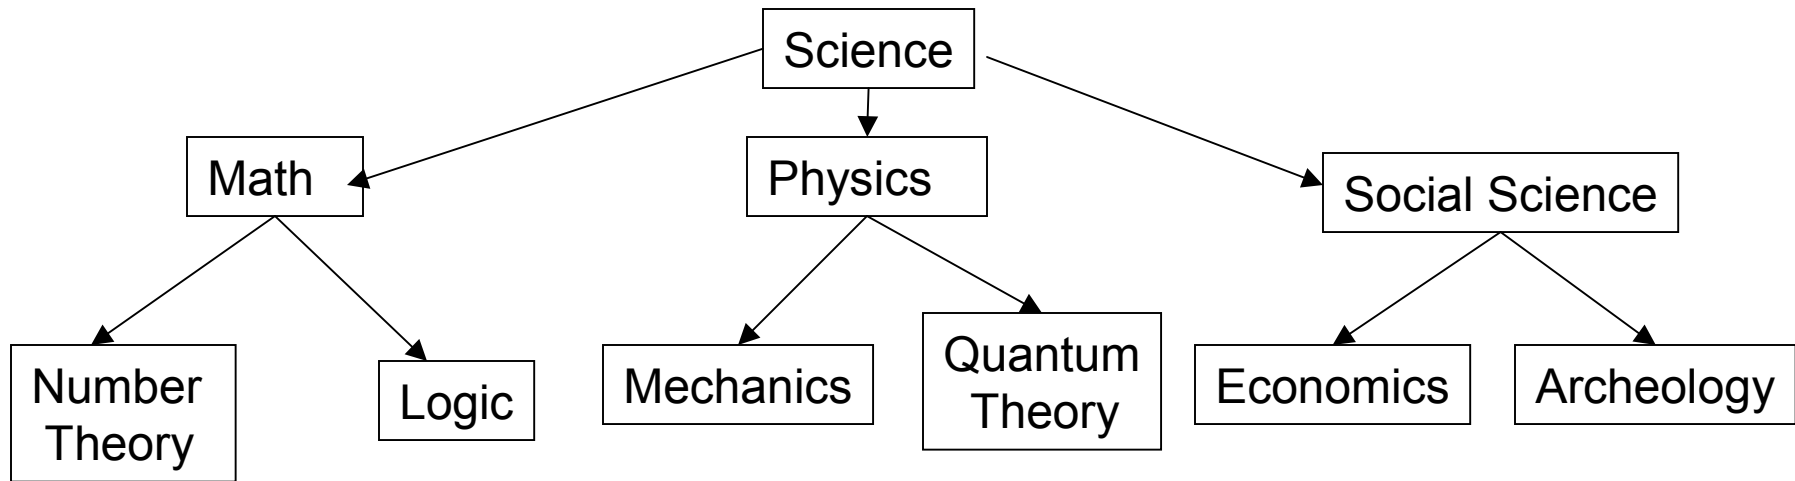 Science
Math
Physics
Social Science
Number
Theory
Logic
Mechanics
Quantum
Theory
Economics
Archeology